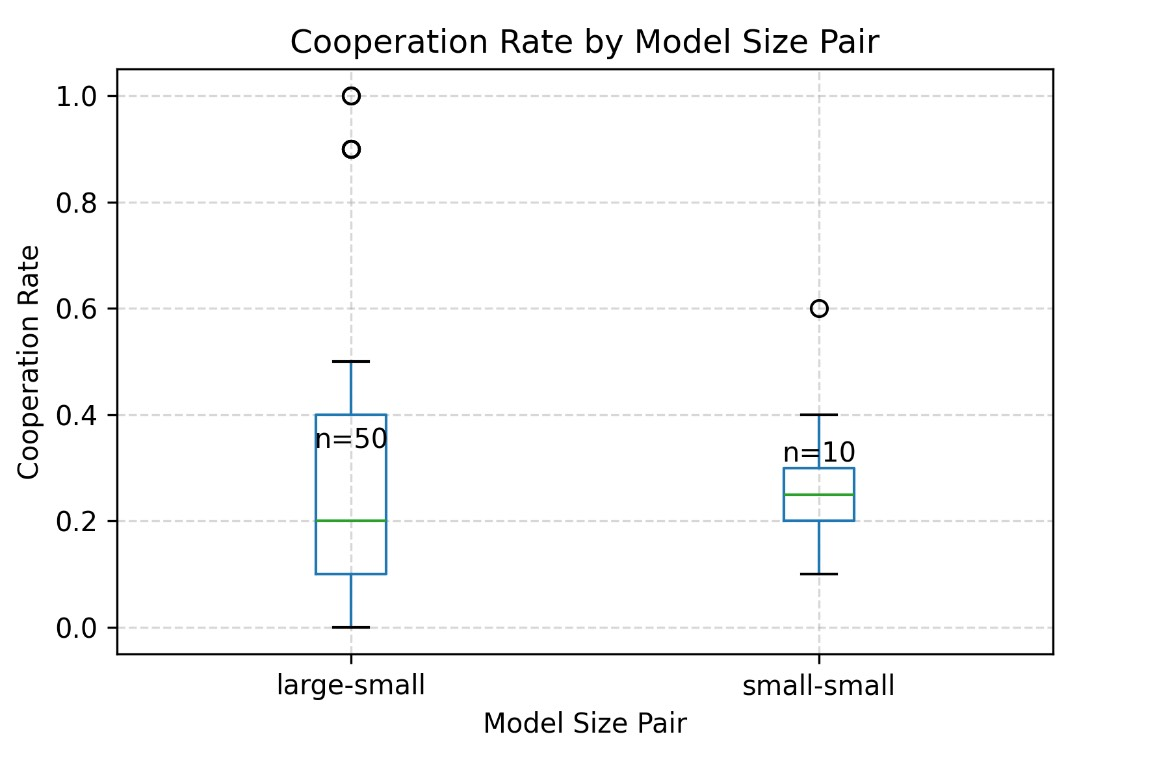 Cooperation Rate by Model Size Pair
Cooperation Rate
1.0
0.8
0.6
0.4
0.2
0.0
n=50
n=10
large-small
small-small
Model Size Pair